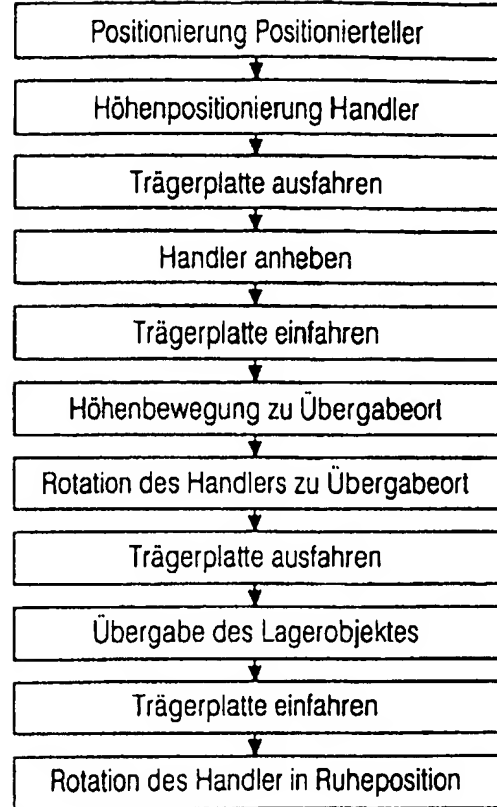 Positionierung Positionierteller
Höhenpositionierung Handler
Trägerplatte ausfahren
Handler anheben
Trägerplatte einfahren
Höhenbewegung zu Übergabeort
Rotation des Handlers zu Übergabeort
Trägerplatte ausfahren
Übergabe des Lagerobjektes
Trägerplatte einfahren
Rotation des Handler in Ruheposition